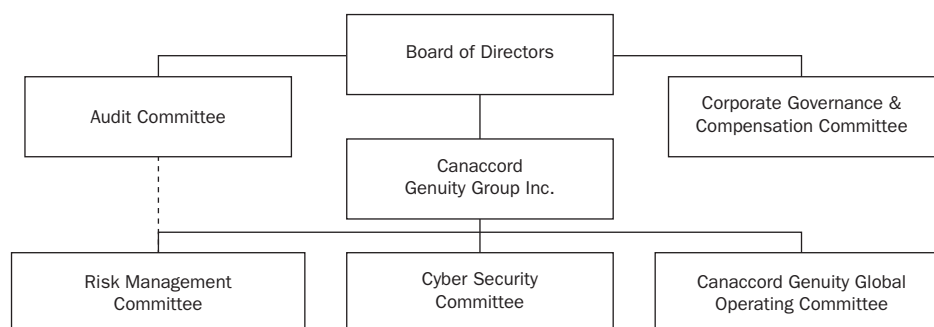 Board of Directors
Audit Committee
Corporate Governance &
Compensation Committee
Canaccord
Genuity Group Inc.
Risk Management
Committee
Cyber Security
Committee
Canaccord Genuity Global
Operating Committee